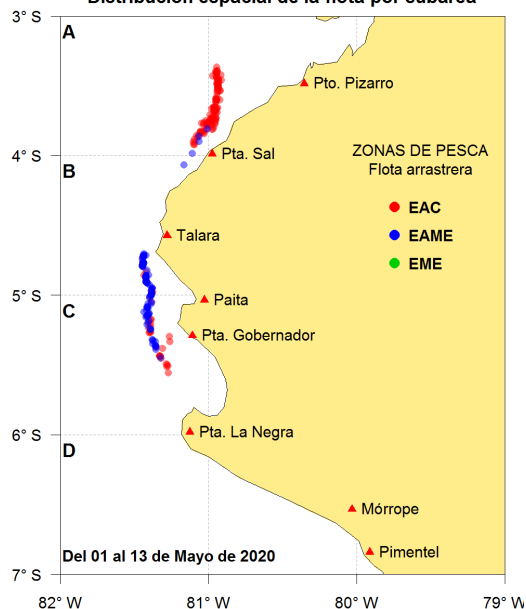 Distribución espacial de la flota por subárea
3° S
A
Pto. Pizarro
ZONAS DE PESCA
Flota arrastrera
4° S
Pta. Sal
B
EAC
Talara
EAME
EME
5° S
Paita
C
Pta. Gobernador
6° S
Pta. La Negra
D
Mórrope
Del 01 al 13 de Mayo de 2020
Pimentel
7° S
82° W
81° W
80° W
79° W